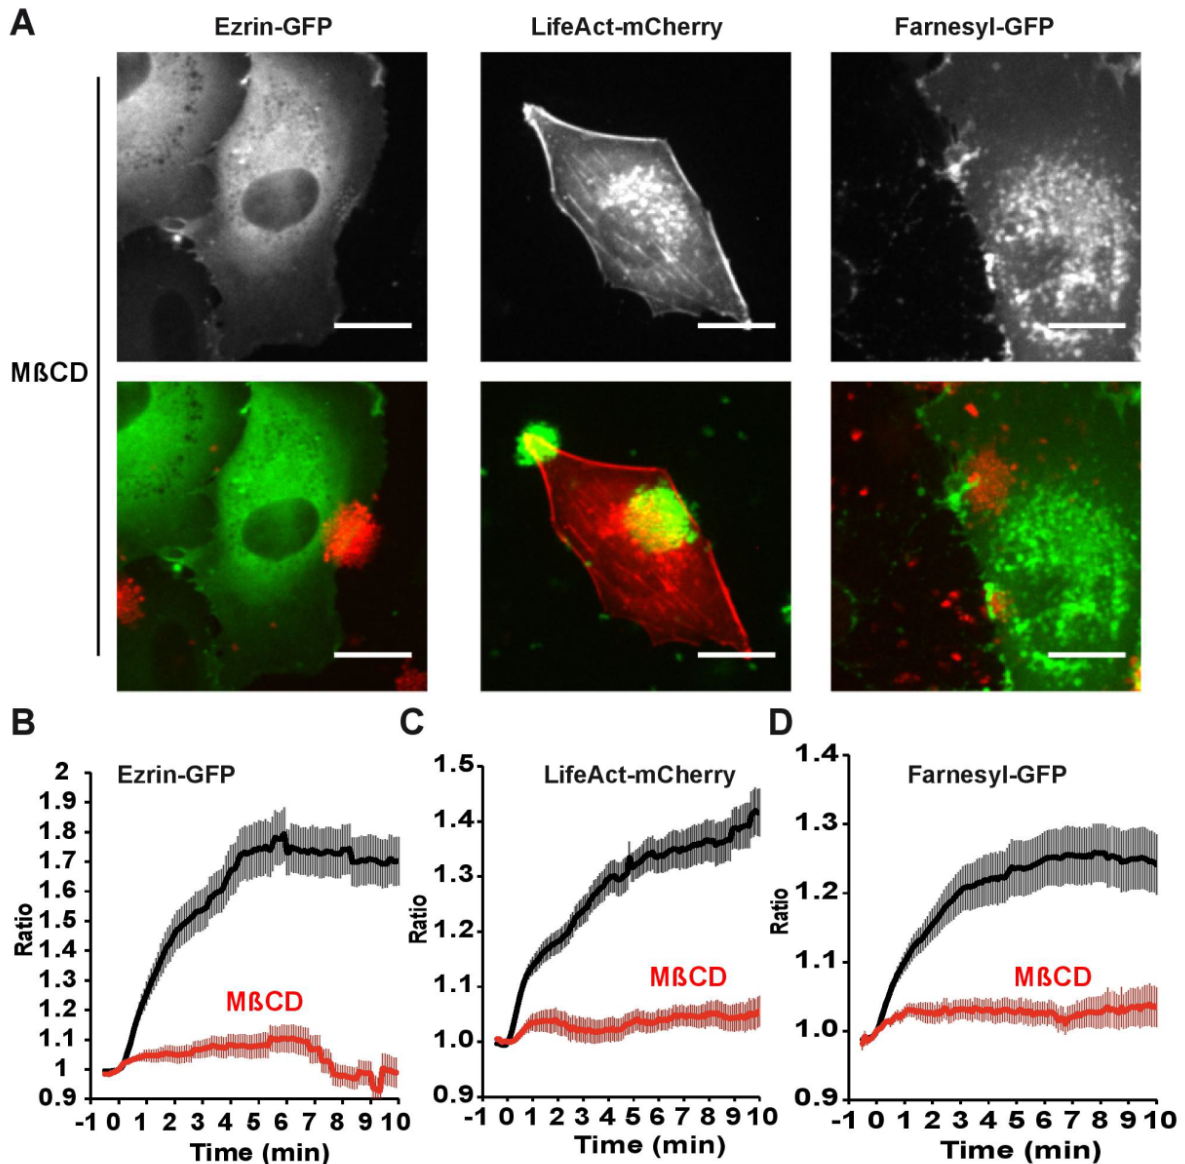 A
Ezrin-GFP LifeAct-mCherry Farnesyl-GFP
MßCD
B C D
Ezrin-GFP
2
1.9
1.8
1.7
1.6
1.5
1.4
1.3
1.2
1.1
1
0.9
Ratio
MßCD
-1 0 1 2 3 4 5 6 7 8 9 10
Time (min)
LifeAct-mCherry
1.5
1.4
1.3
1.2
1.1
1.0
0.9
Ratio
MßCD
-1 0 1 2 3 4 5 6 7 8 9 10
Time (min)
Farnesyl-GFP
1.4
1.3
1.2
1.1
1.0
0.9
Ratio
MßCD
-1 0 1 2 3 4 5 6 7 8 9 10
Time (min)